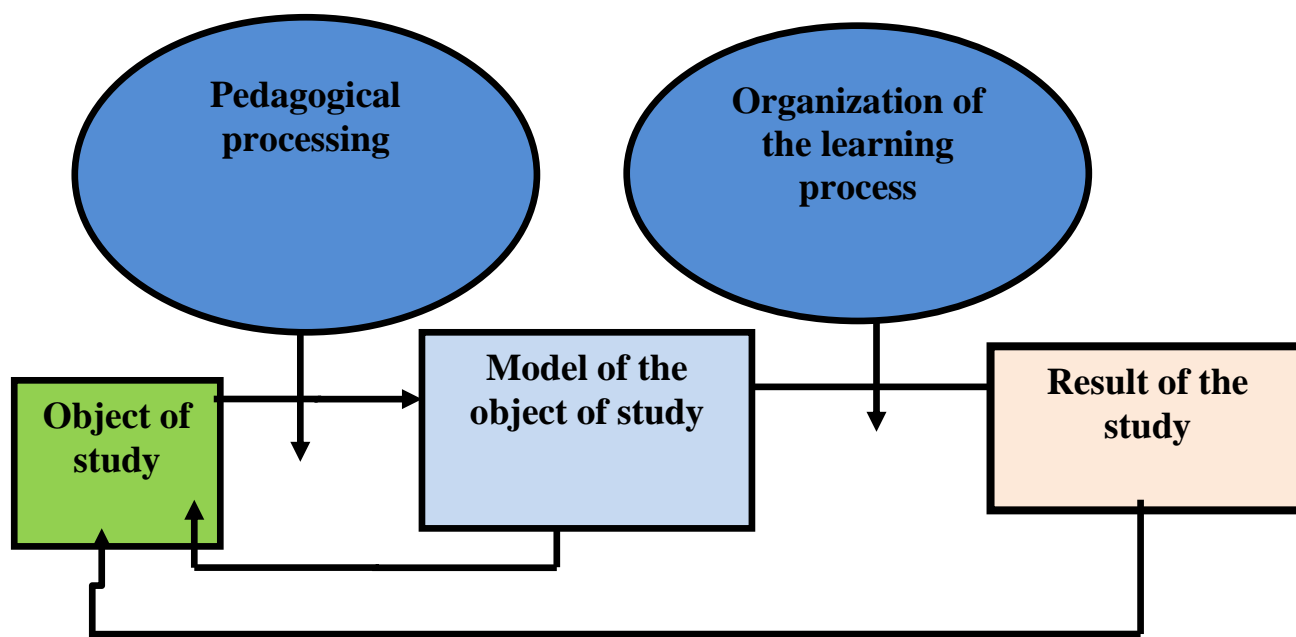 Pedagogical
processing
Organization of
the learning
process
Object of
study
Model of the
object of study
Result of the
study